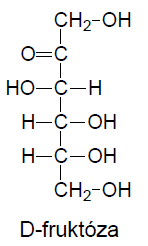 CH2–OH
O=C
HO–C–H
H–C–OH
H–C–OH
CH2–OH
D-fruktóza